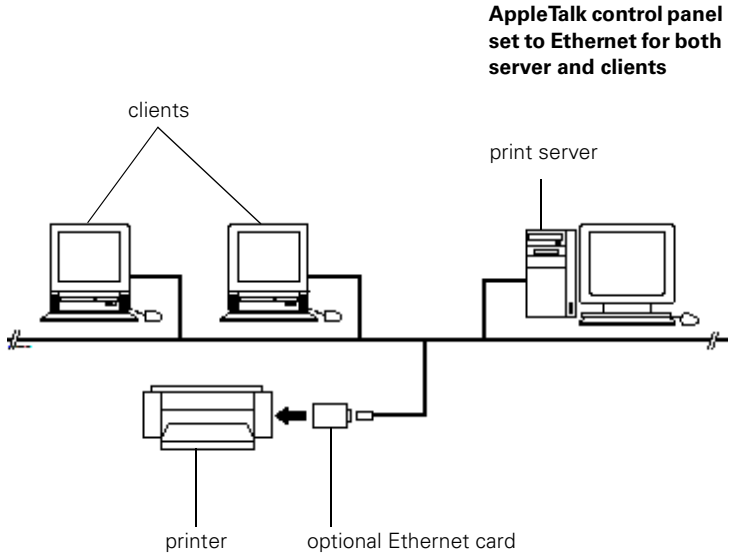 AppleTalk control panel
set to Ethernet for both
server and clients
clients
print server
printer
optional Ethernet card